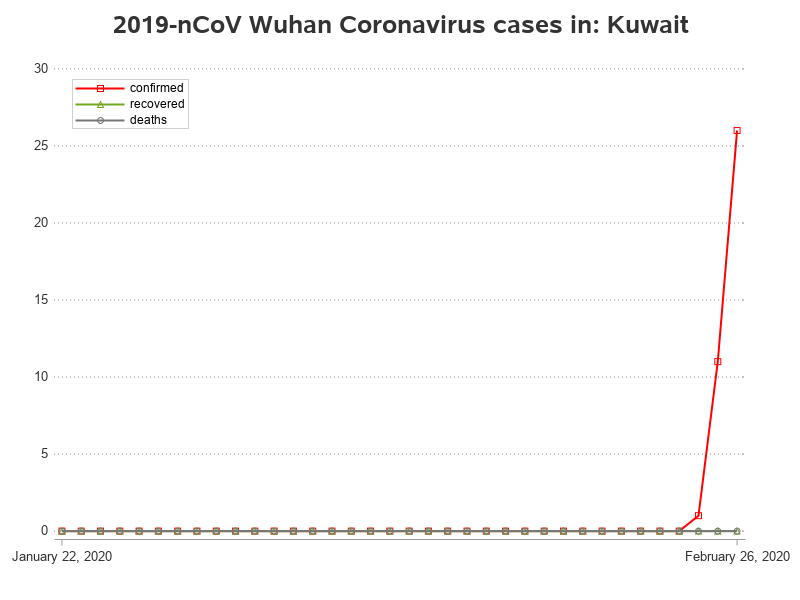 2019-nCoV Wuhan Coronavirus cases in: Kuwait
30
confirmed
recovered
deaths
25
20
15
10
5
0
January 22, 2020
February 26, 2020